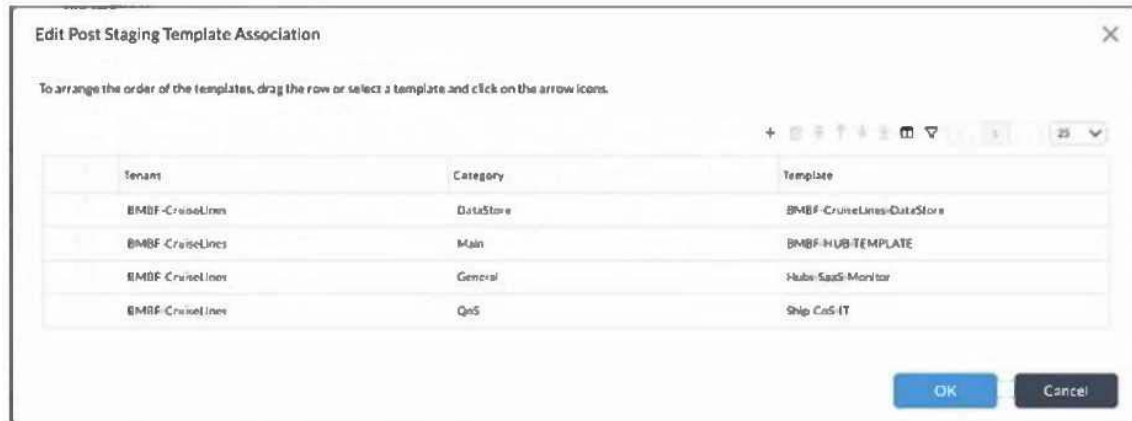 Edit Post Staging Template Association
To arrange the order of the templates, drag the row or select a template and click on the arrow icons.
1 25
Tenant Category Template
BMBF-CruiseLines DataStore BMBF-CruiseLines-DataStore
BMBF-CruiseLines Main BMBF-HUB-TEMPLATE
BMBF-CruiseLines General Hubs-SaaS-Monitor
BMBF-CruiseLines QoS Ship-CoS-IT
OK Cancel